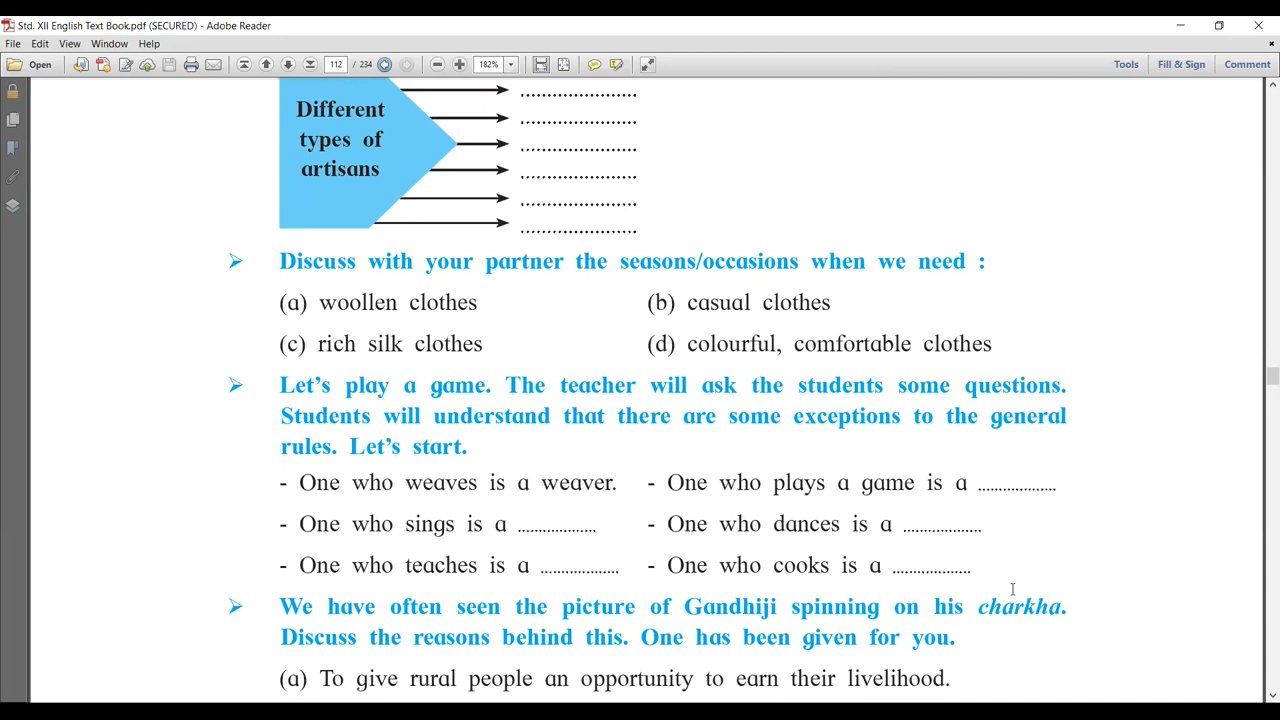 Std. XII English Text Book.pdf (SECURED) - Adobe Reader
File Edit View Window Help
Open 112 / 234 182% Tools Fill & Sign Comment
Different
types of
artisans
......................
......................
......................
......................
......................
......................
Discuss with your partner the seasons/occasions when we need :
(a) woollen clothes (b) casual clothes
(c) rich silk clothes (d) colourful, comfortable clothes
Let's play a game. The teacher will ask the students some questions.
Students will understand that there are some exceptions to the general
rules. Let's start.
- One who weaves is a weaver. - One who plays a game is a ..................
- One who sings is a .................. - One who dances is a ..................
- One who teaches is a .................. - One who cooks is a ..................
We have often seen the picture of Gandhiji spinning on his charkha.
Discuss the reasons behind this. One has been given for you.
(a) To give rural people an opportunity to earn their livelihood.